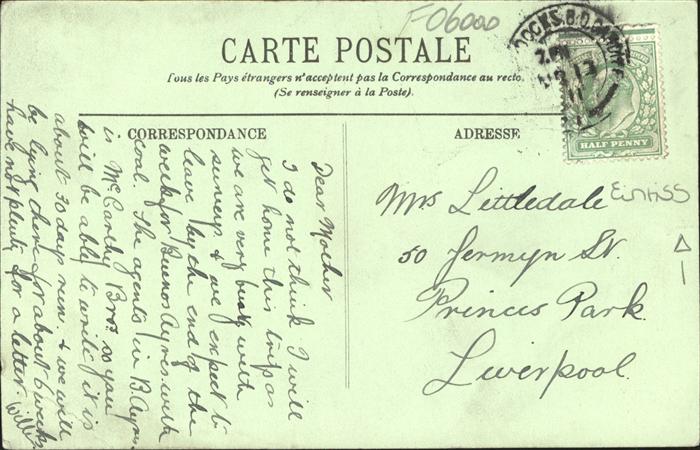 F06000
DOCKS B.O. CARDIFF
CARTE POSTALE
Tous les Pays étrangers n'acceptent pas la Correspondance au recto.
(Se renseigner à la Poste).
CORRESPONDANCE
Dear Mother
I do not think I will
get home this trip as
we are very busy with
surveys & we expect to
leave by the end of the
week for Buenos Ayres with
coal. The agents in B. Ayres
is McCarthy Bros. so you
will be able to write it is
about 30 days run & we will
be lying there for about 6 weeks
have not plenty for a letter Will
ADRESSE
HALF PENNY
Mrs Littledale
50 Jermyn St.
Princes Park
Liverpool.